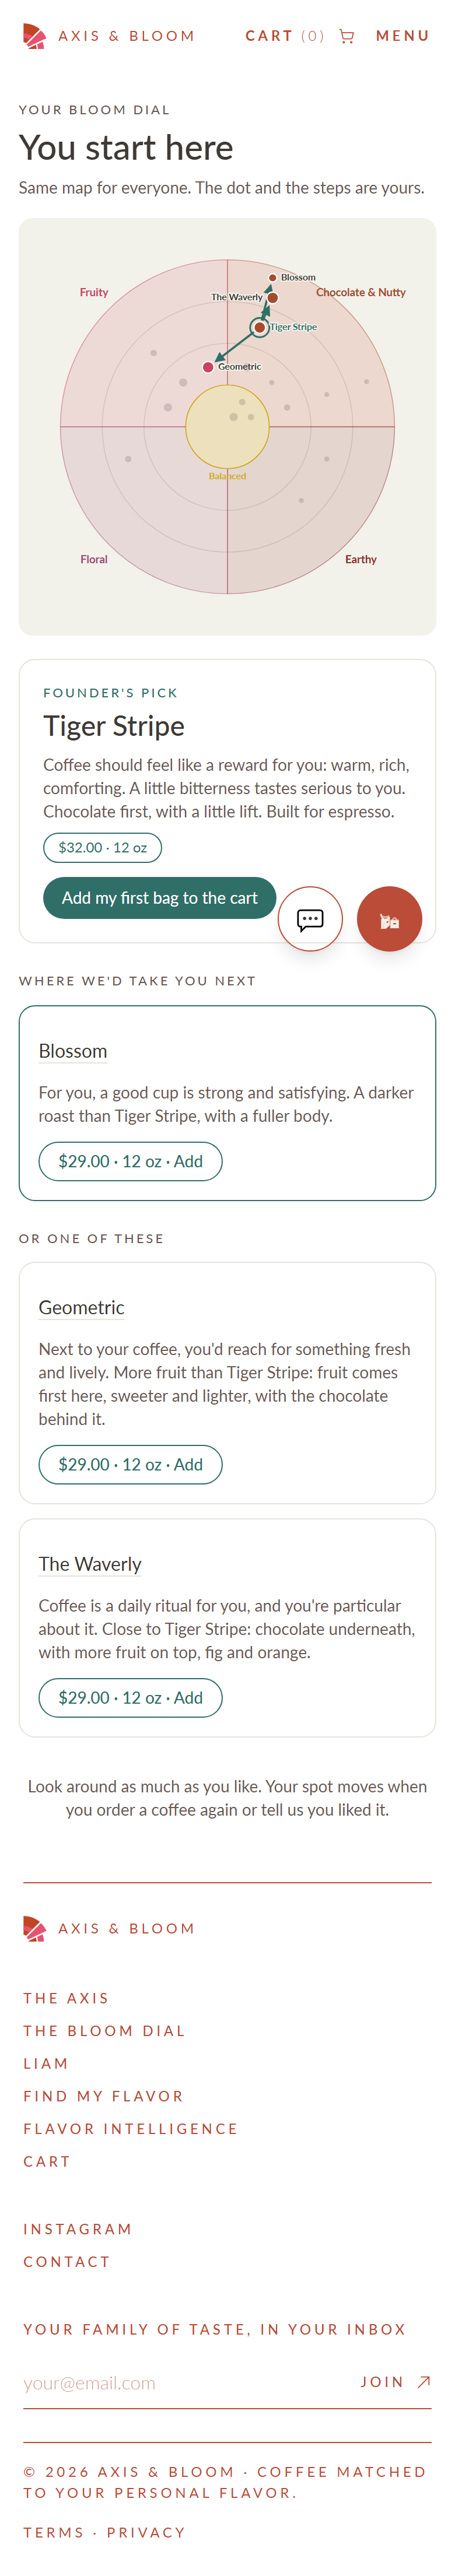 AXIS & BLOOM
CART (0)
MENU
YOUR BLOOM DIAL
You start here
Same map for everyone. The dot and the steps are yours.
Blossom
Fruity
Chocolate & Nutty
The Waverly
Tiger Stripe
Geometric
Balanced
Floral
Earthy
FOUNDER'S PICK
Tiger Stripe
Coffee should feel like a reward for you: warm, rich,
comforting. A little bitterness tastes serious to you.
Chocolate first, with a little lift. Built for espresso.
$32.00 · 12 oz
Add my first bag to the cart
WHERE WE'D TAKE YOU NEXT
Blossom
For you, a good cup is strong and satisfying. A darker
roast than Tiger Stripe, with a fuller body.
$29.00 · 12 oz · Add
OR ONE OF THESE
Geometric
Next to your coffee, you'd reach for something fresh
and lively. More fruit than Tiger Stripe: fruit comes
first here, sweeter and lighter, with the chocolate
behind it.
$29.00 · 12 oz · Add
The Waverly
Coffee is a daily ritual for you, and you're particular
about it. Close to Tiger Stripe: chocolate underneath,
with more fruit on top, fig and orange.
$29.00 · 12 oz · Add
Look around as much as you like. Your spot moves when
you order a coffee again or tell us you liked it.
AXIS & BLOOM
THE AXIS
THE BLOOM DIAL
LIAM
FIND MY FLAVOR
FLAVOR INTELLIGENCE
CART
INSTAGRAM
CONTACT
YOUR FAMILY OF TASTE, IN YOUR INBOX
your@email.com
JOIN
© 2026 AXIS & BLOOM · COFFEE MATCHED
TO YOUR PERSONAL FLAVOR.
TERMS · PRIVACY